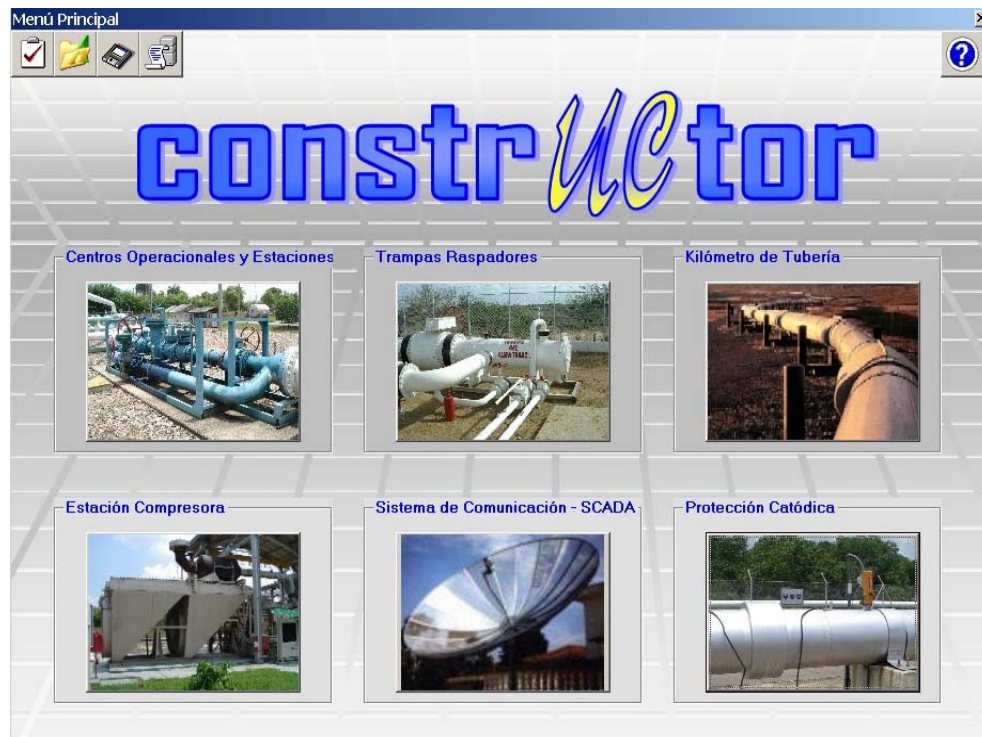 Menú Principal
constrUCtor
Centros Operacionales y Estaciones
Trampas Raspadores
Kilómetro de Tubería
Estación Compresora
Sistema de Comunicación - SCADA
Protección Catódica